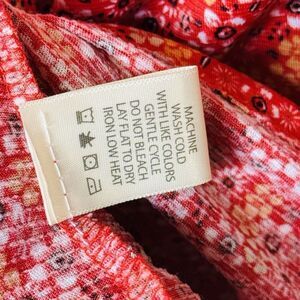 MACHINE
WASH COLD
WITH LIKE COLORS
GENTLE CYCLE
DO NOT BLEACH
LAY FLAT TO DRY
IRON LOW HEAT